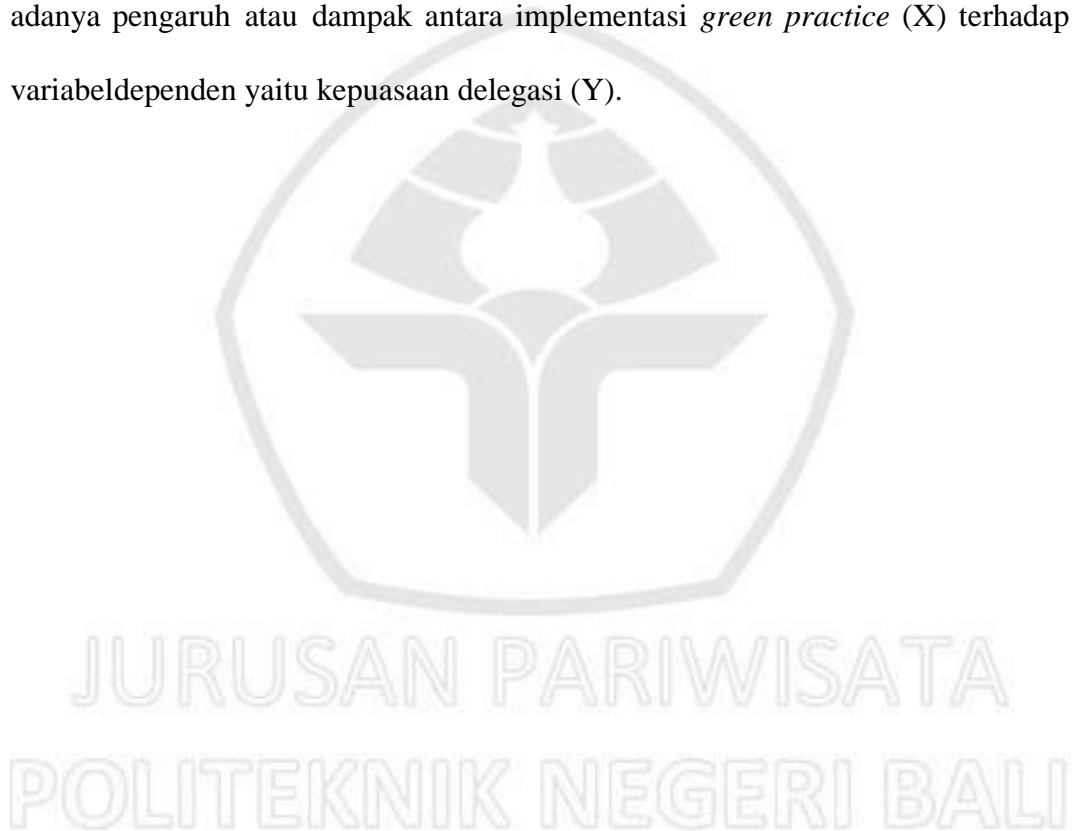 adanya pengaruh atau dampak antara implementasi green practice (X) terhadap
variabeldependen yaitu kepuasaan delegasi (Y).
JURUSAN PARIWISATA
POLITEKNIK NEGERI BALI